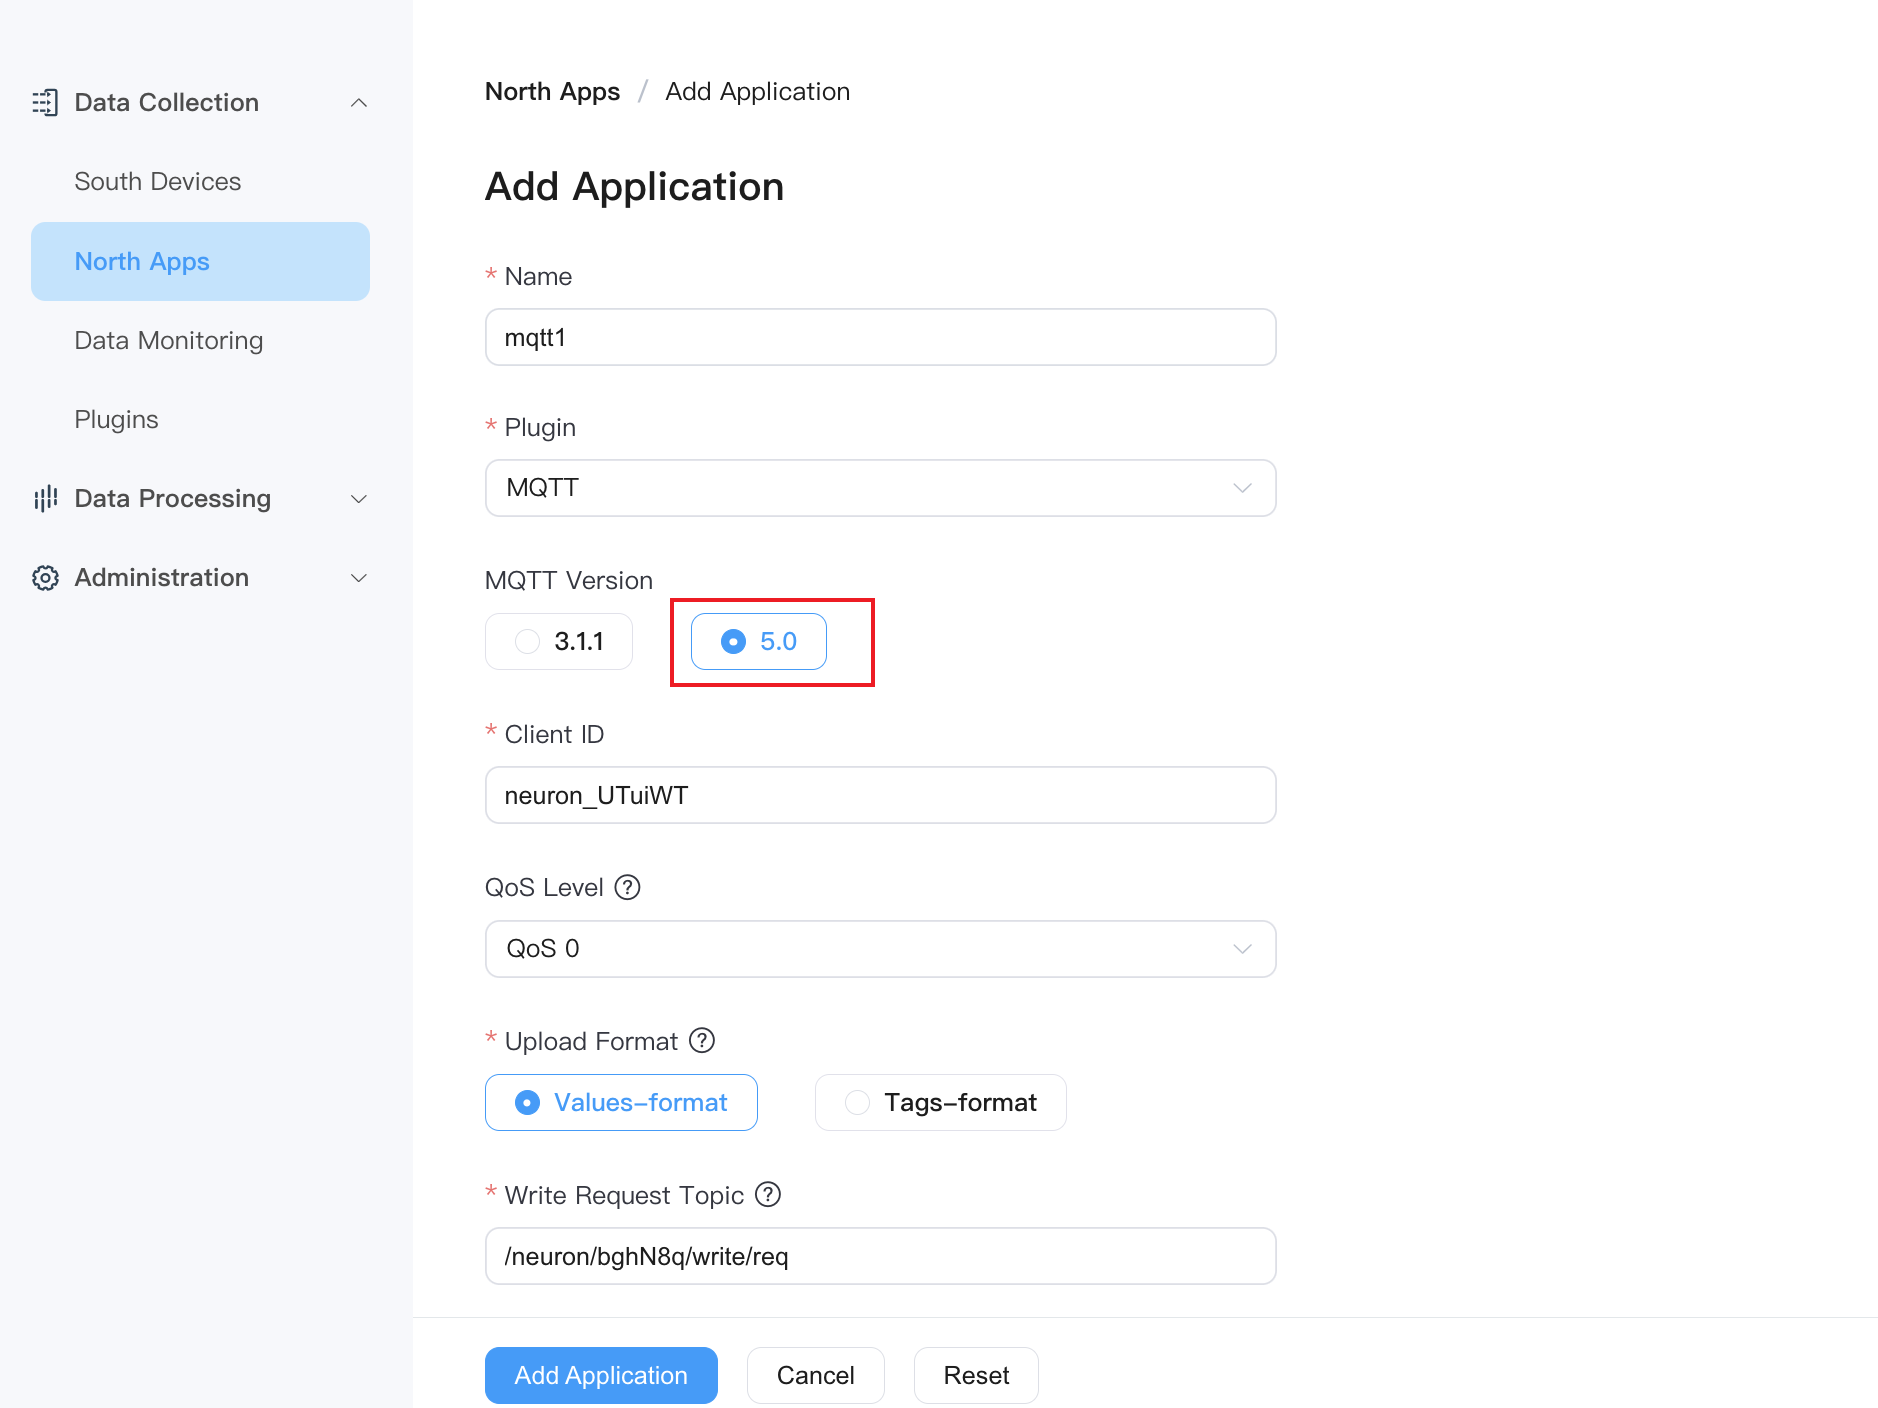 Data Collection
South Devices
North Apps
Data Monitoring
Plugins
Data Processing
Administration
North Apps / Add Application
Add Application
* Name
mqtt1
* Plugin
MQTT
MQTT Version
3.1.1 5.0
* Client ID
neuron_UTuiWT
QoS Level ?
QoS 0
* Upload Format ?
Values-format Tags-format
* Write Request Topic ?
/neuron/bghN8q/write/req
Add Application Cancel Reset